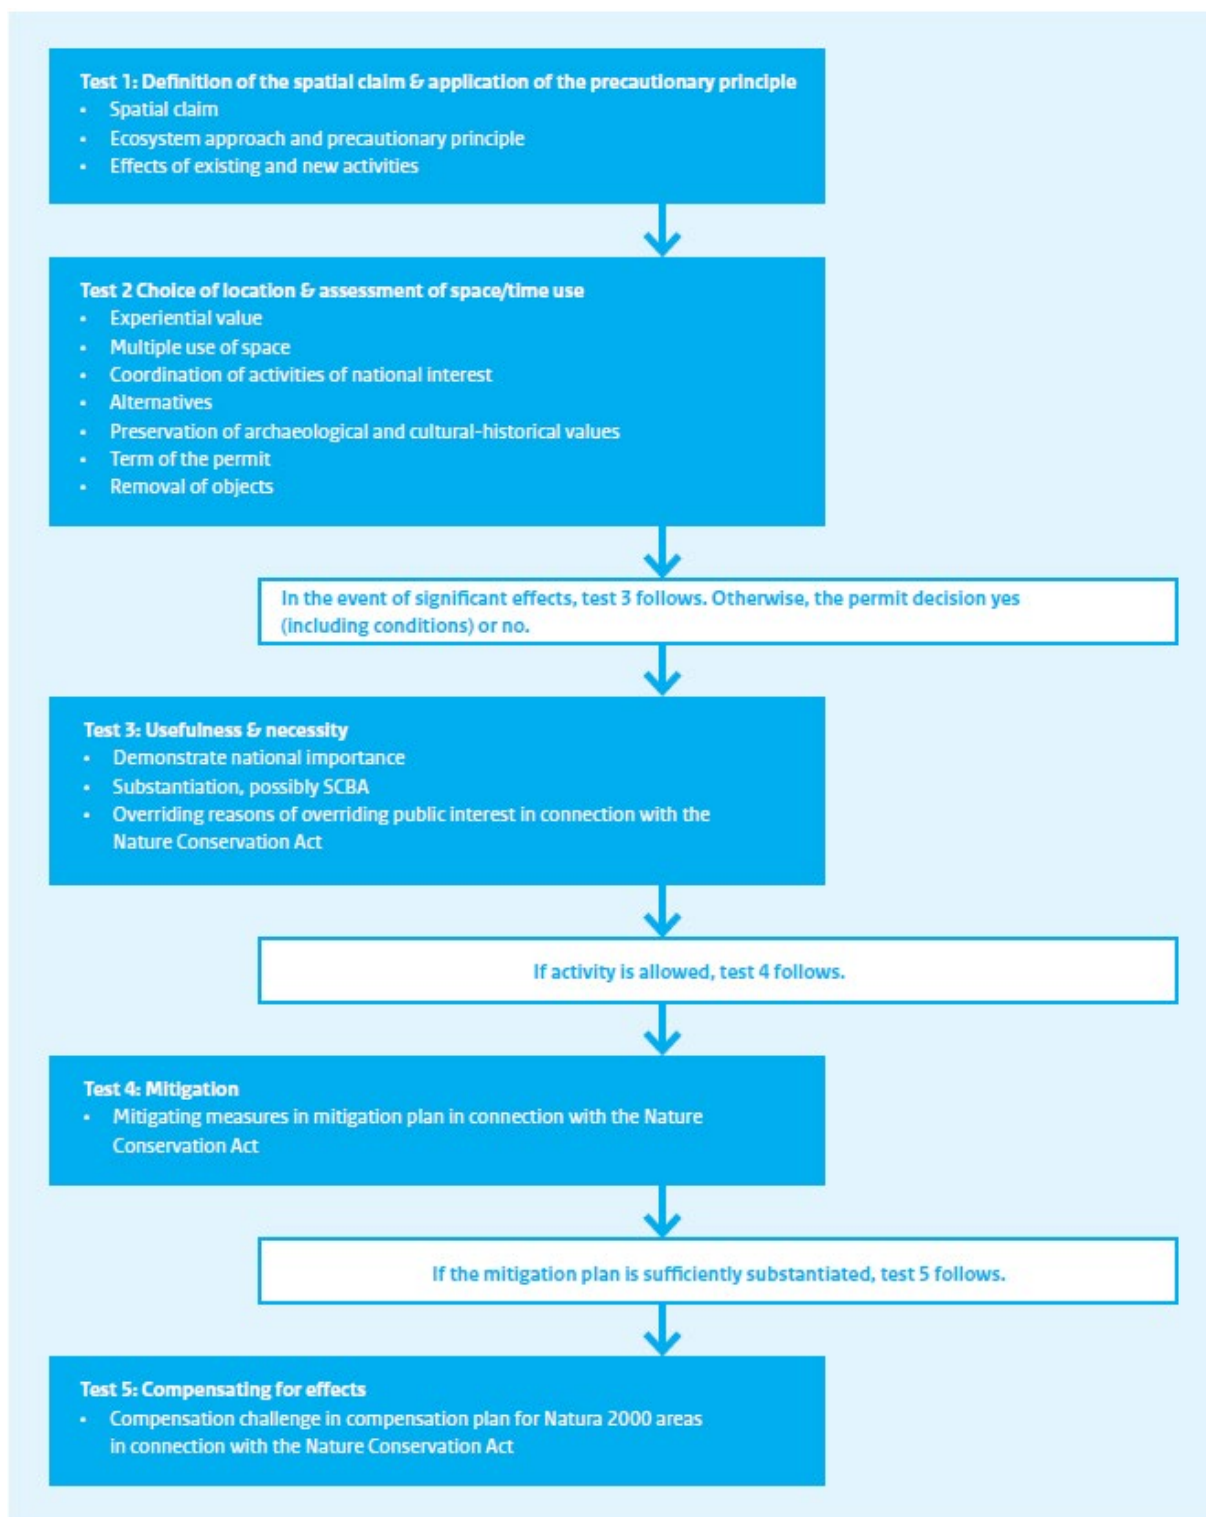 Test 1: Definition of the spatial claim & application of the precautionary principle
• Spatial claim
• Ecosystem approach and precautionary principle
• Effects of existing and new activities
Test 2 Choice of location & assessment of space/time use
• Experiential value
• Multiple use of space
• Coordination of activities of national interest
• Alternatives
• Preservation of archaeological and cultural-historical values
• Term of the permit
• Removal of objects
In the event of significant effects, test 3 follows. Otherwise, the permit decision yes
(including conditions) or no.
Test 3: Usefulness & necessity
• Demonstrate national importance
• Substantiation, possibly SCBA
• Overriding reasons of overriding public interest in connection with the
Nature Conservation Act
If activity is allowed, test 4 follows.
Test 4: Mitigation
• Mitigating measures in mitigation plan in connection with the Nature
Conservation Act
If the mitigation plan is sufficiently substantiated, test 5 follows.
Test 5: Compensating for effects
• Compensation challenge in compensation plan for Natura 2000 areas
in connection with the Nature Conservation Act